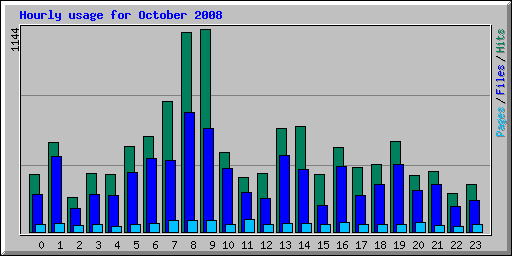 Hourly usage for October 2008
1144
Pages / Files / Hits
0 1 2 3 4 5 6 7 8 9 10 11 12 13 14 15 16 17 18 19 20 21 22 23